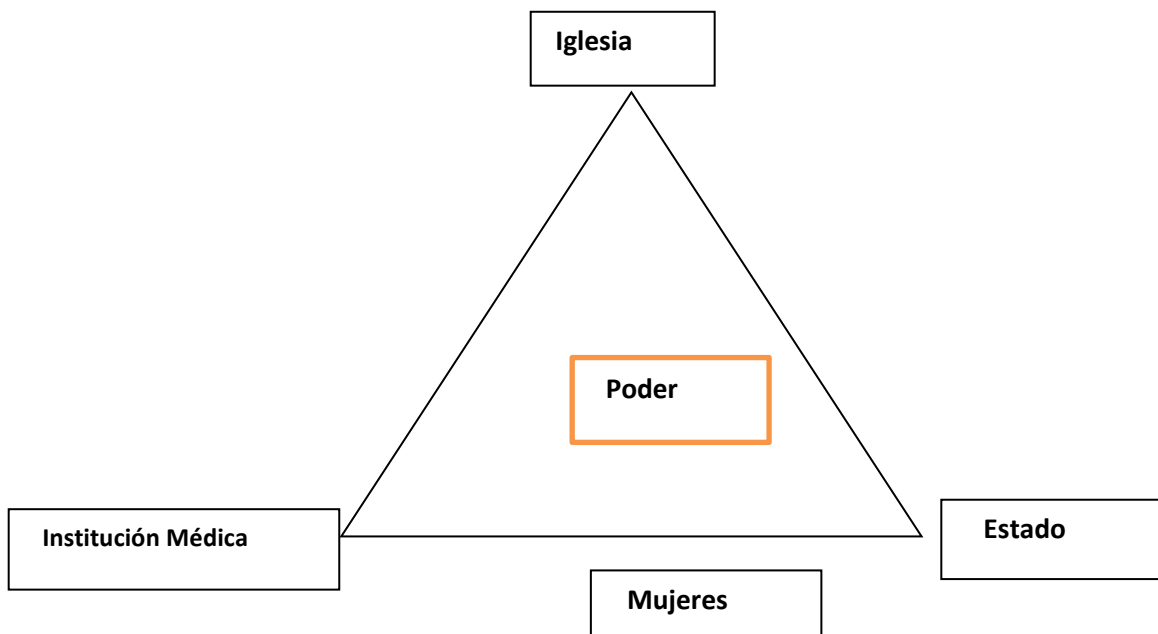 Iglesia
Poder
Institución Médica
Estado
Mujeres